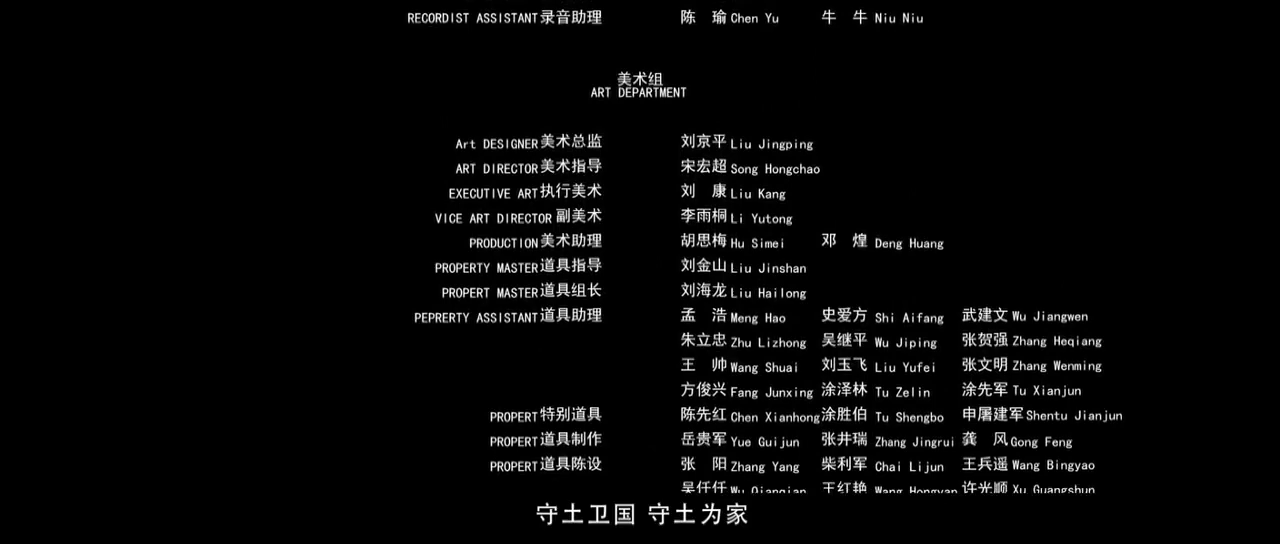 RECORDIST ASSISTANT录音助理 陈 瑜 Chen Yu 牛 牛 Niu Niu
美术组
ART DEPARTMENT
Art DESIGNER美术总监 刘京平 Liu Jingping
ART DIRECTOR美术指导 宋宏超 Song Hongchao
EXECUTIVE ART执行美术 刘 康 Liu Kang
VICE ART DIRECTOR 副美术 李雨桐 Li Yutong
PRODUCTION美术助理 胡思梅 Hu Simei 邓 煌 Deng Huang
PROPERTY MASTER道具指导 刘金山 Liu Jinshan
PROPERT MASTER道具组长 刘海龙 Liu Hailong
PEPRERTY ASSISTANT道具助理 孟 浩 Meng Hao 史爱方 Shi Aifang 武建文 Wu Jiangwen
朱立忠 Zhu Lizhong 吴继平 Wu Jiping 张贺强 Zhang Heqiang
王 帅 Wang Shuai 刘玉飞 Liu Yufei 张文明 Zhang Wenming
方俊兴 Fang Junxing 涂泽林 Tu Zelin 涂先军 Tu Xianjun
PROPERT特别道具 陈先红 Chen Xianhong 涂胜伯 Tu Shengbo 申屠建军 Shentu Jianjun
PROPERT道具制作 岳贵军 Yue Guijun 张井瑞 Zhang Jingrui 龚 风 Gong Feng
PROPERT道具陈设 张 阳 Zhang Yang 柴利军 Chai Lijun 王兵遥 Wang Bingyao
王红艳 Wang Hongyan 许光顺 Xu Guangshun
守土卫国 守土为家